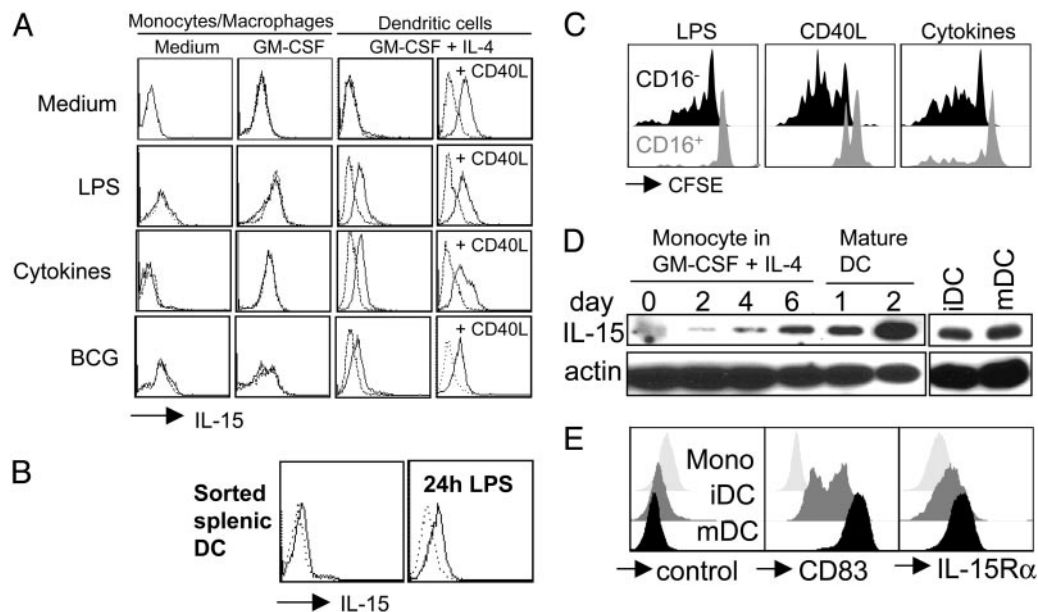 A
Monocytes/Macrophages Dendritic cells
Medium GM-CSF GM-CSF + IL-4
Medium + CD40L
LPS + CD40L
Cytokines + CD40L
BCG + CD40L
IL-15
B
Sorted splenic DC
24h LPS
IL-15
C
LPS CD40L Cytokines
CD16-
CD16+
CFSE
D
Monocyte in Mature
GM-CSF + IL-4 DC
day 0 2 4 6 1 2 iDC mDC
IL-15
actin
E
Mono
iDC
mDC
control CD83 IL-15Rα